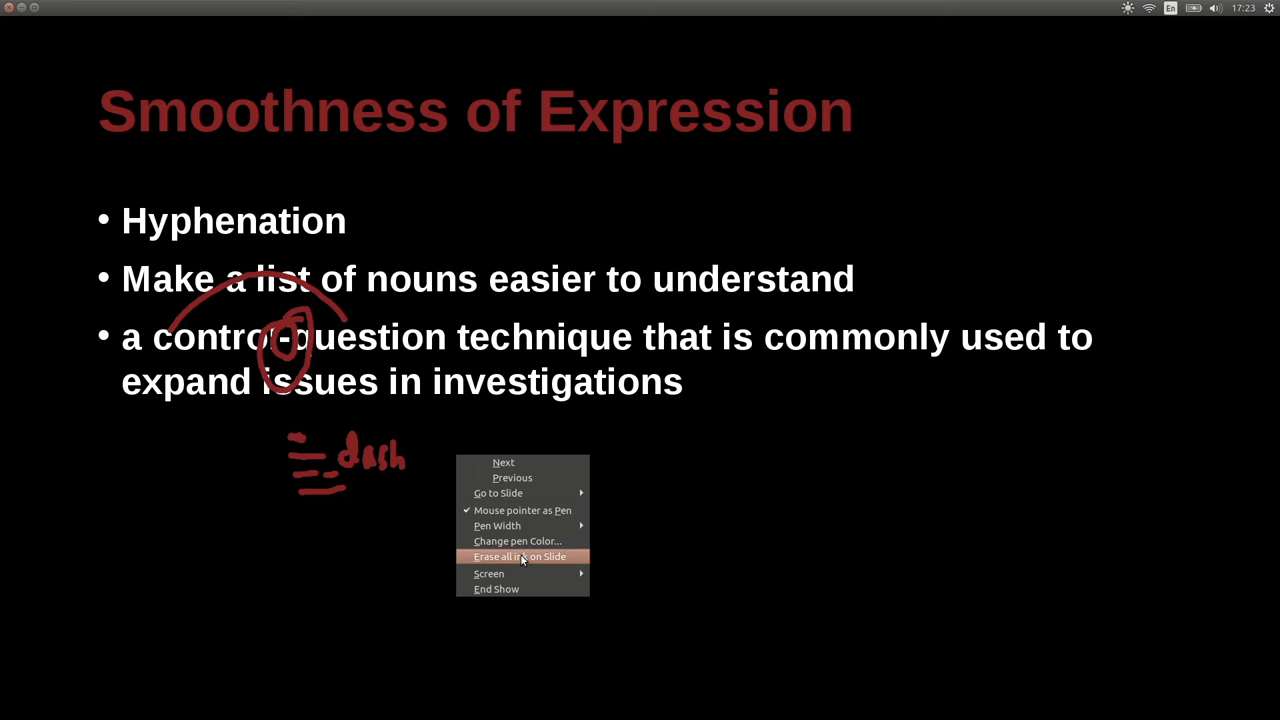 En 17:23
Smoothness of Expression
• Hyphenation
• Make a list of nouns easier to understand
• a control-question technique that is commonly used to
expand issues in investigations
dash
Next
Previous
Go to Slide
Mouse pointer as Pen
Pen Width
Change pen Color...
Erase all ink on Slide
Screen
End Show